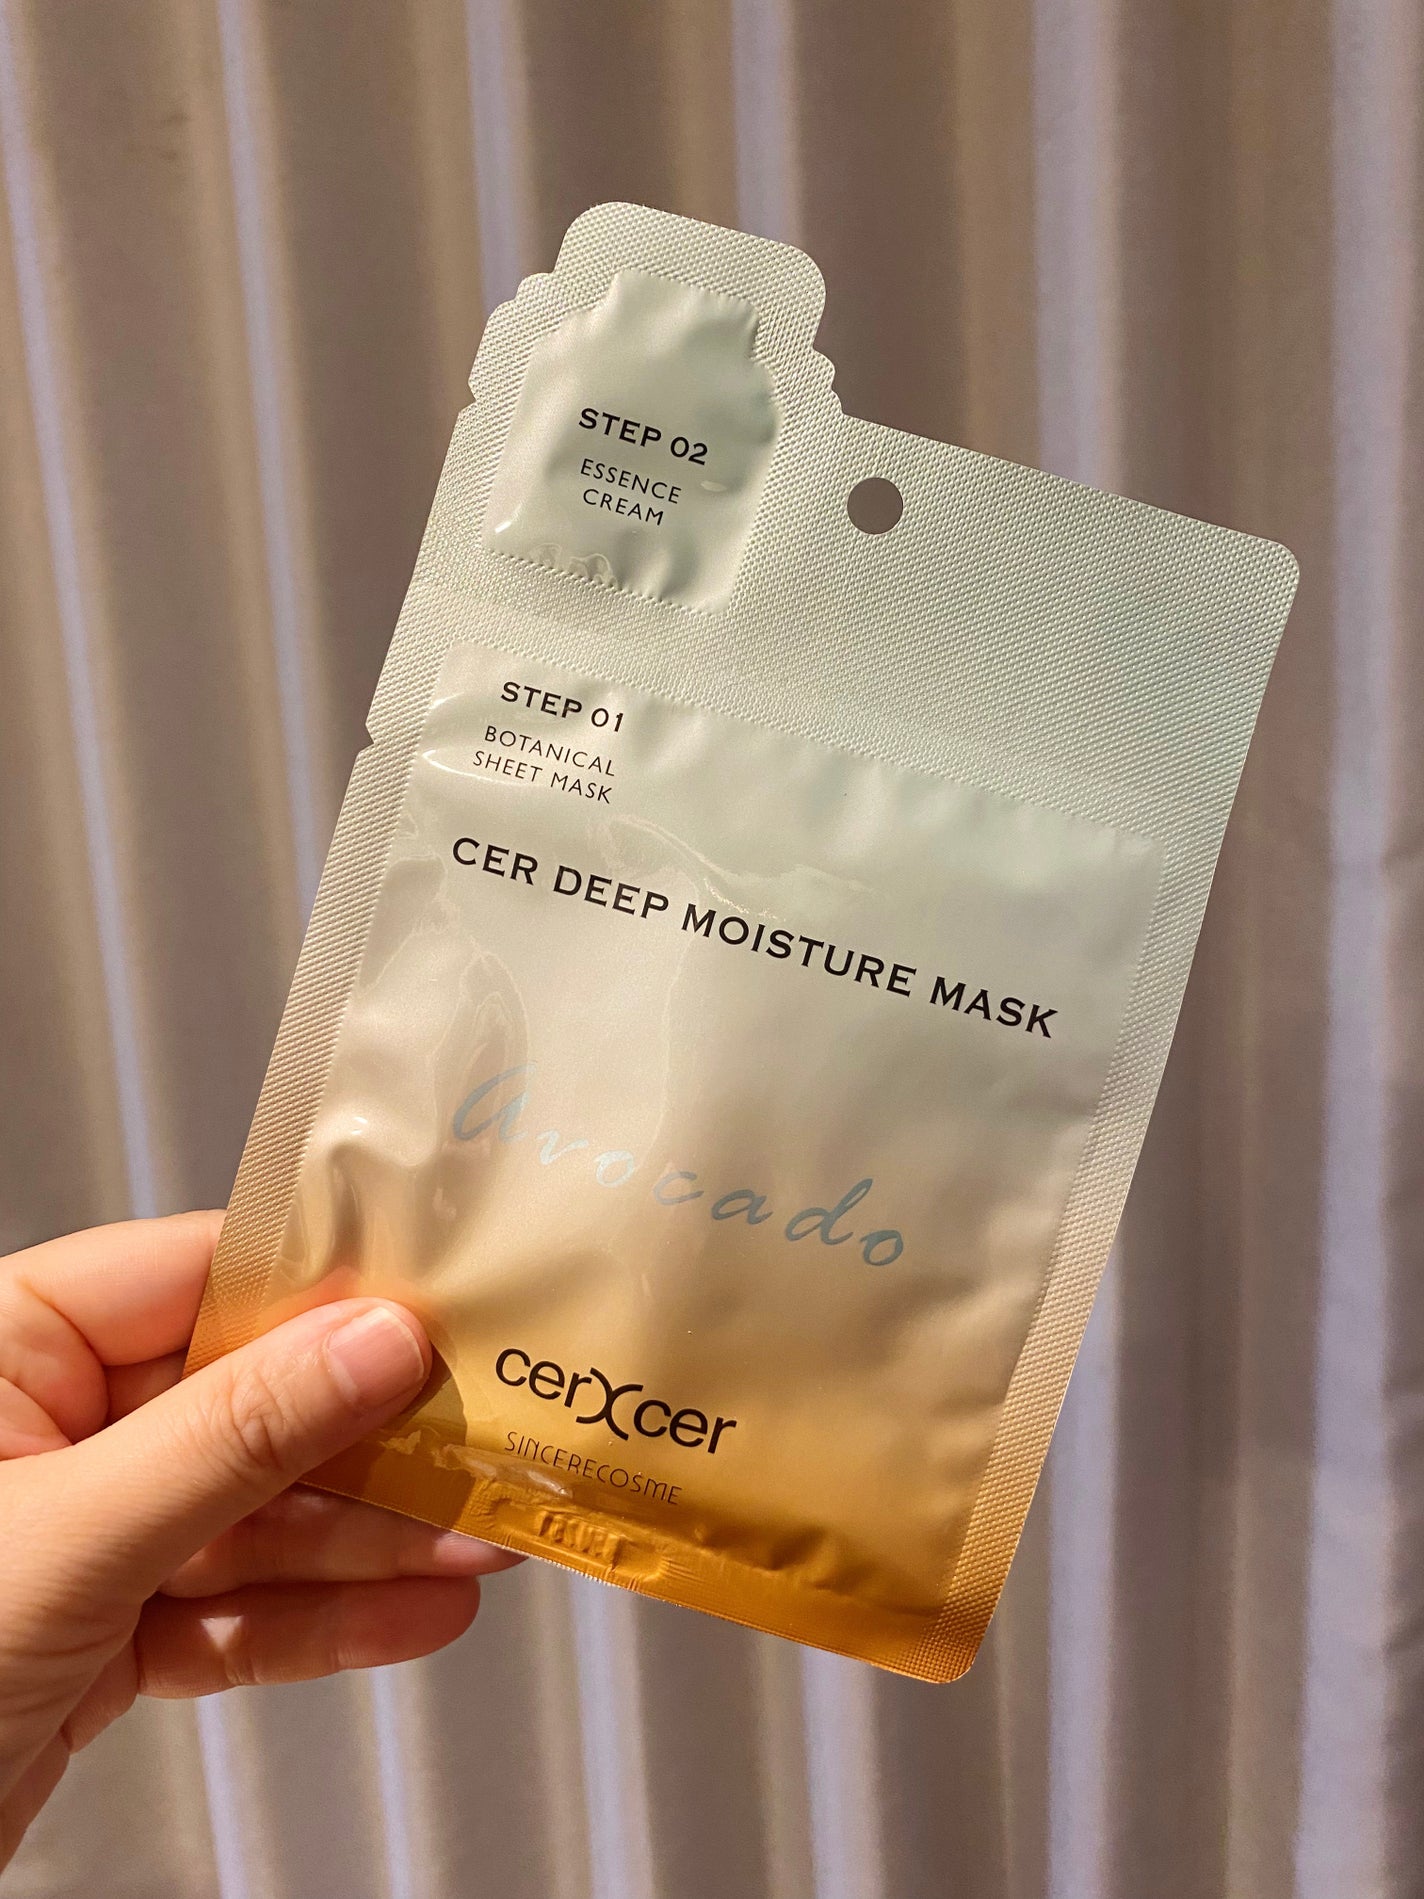 STEP 02
ESSENCE
CREAM
STEP 01
BOTANICAL
SHEET MASK
CER DEEP MOISTURE MASK
Avocado
cerXcer
SINCERECOSME